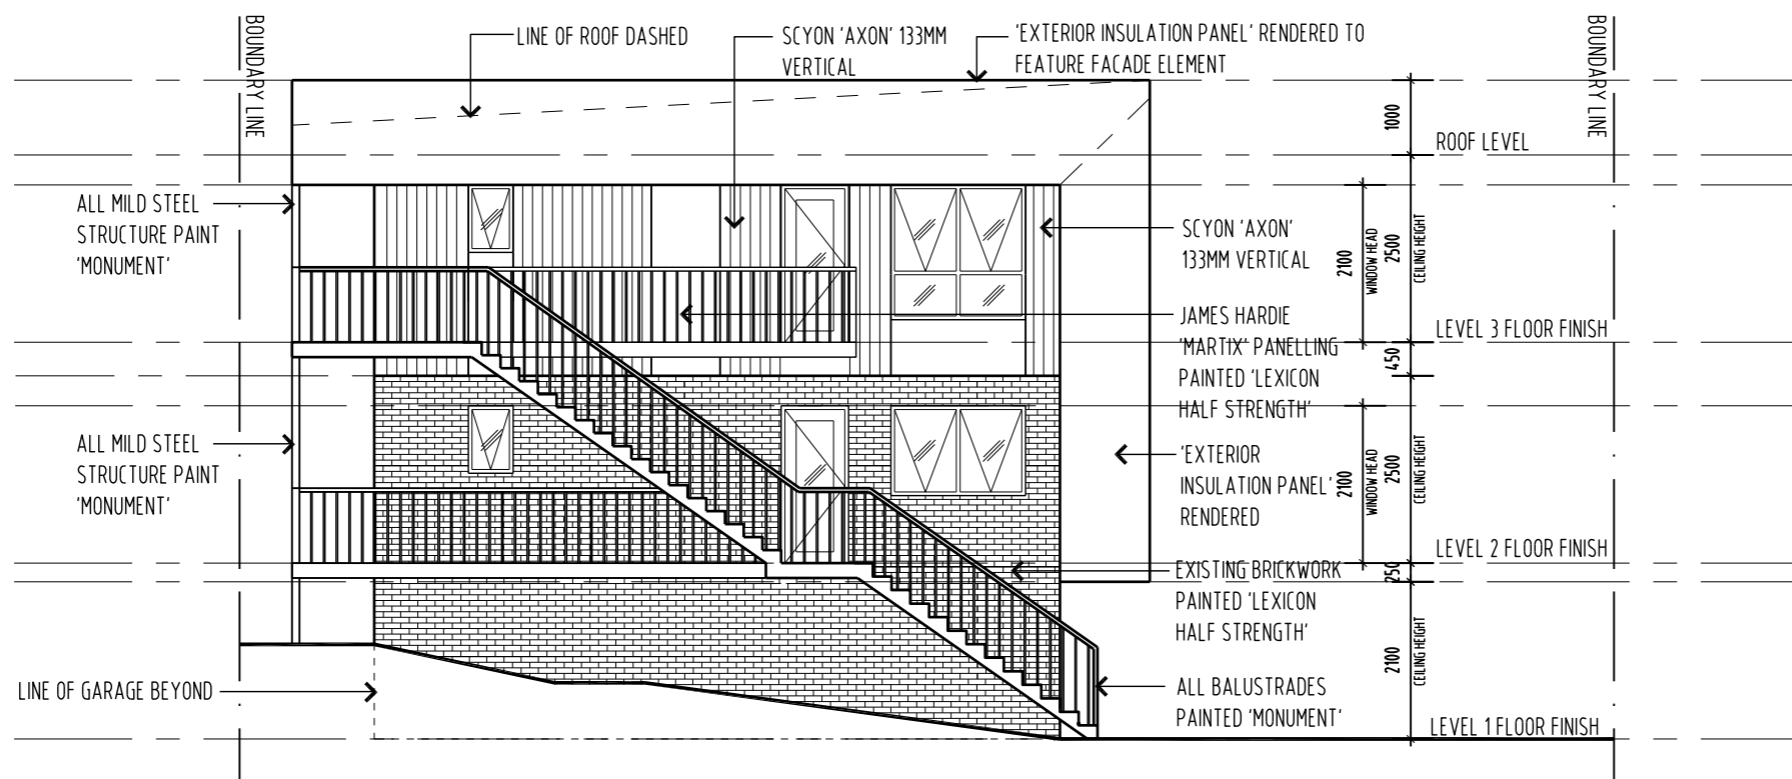 BOUNDARY LINE
LINE OF ROOF DASHED
SCYON 'AXON' 133MM
VERTICAL
'EXTERIOR INSULATION PANEL' RENDERED TO
FEATURE FACADE ELEMENT
BOUNDARY LINE
1000
ROOF LEVEL
ALL MILD STEEL
STRUCTURE PAINT
'MONUMENT'
SCYON 'AXON'
133MM VERTICAL
2100
WINDOW HEAD
2500
CEILING HEIGHT
JAMES HARDIE
'MARTIX' PANELLING
PAINTED 'LEXICON
HALF STRENGTH'
LEVEL 3 FLOOR FINISH
450
ALL MILD STEEL
STRUCTURE PAINT
'MONUMENT'
'EXTERIOR
INSULATION PANEL'
RENDERED
2100
WINDOW HEAD
2500
CEILING HEIGHT
LEVEL 2 FLOOR FINISH
250
EXISTING BRICKWORK
PAINTED 'LEXICON
HALF STRENGTH'
2100
CEILING HEIGHT
LINE OF GARAGE BEYOND
ALL BALUSTRADES
PAINTED 'MONUMENT'
LEVEL 1 FLOOR FINISH